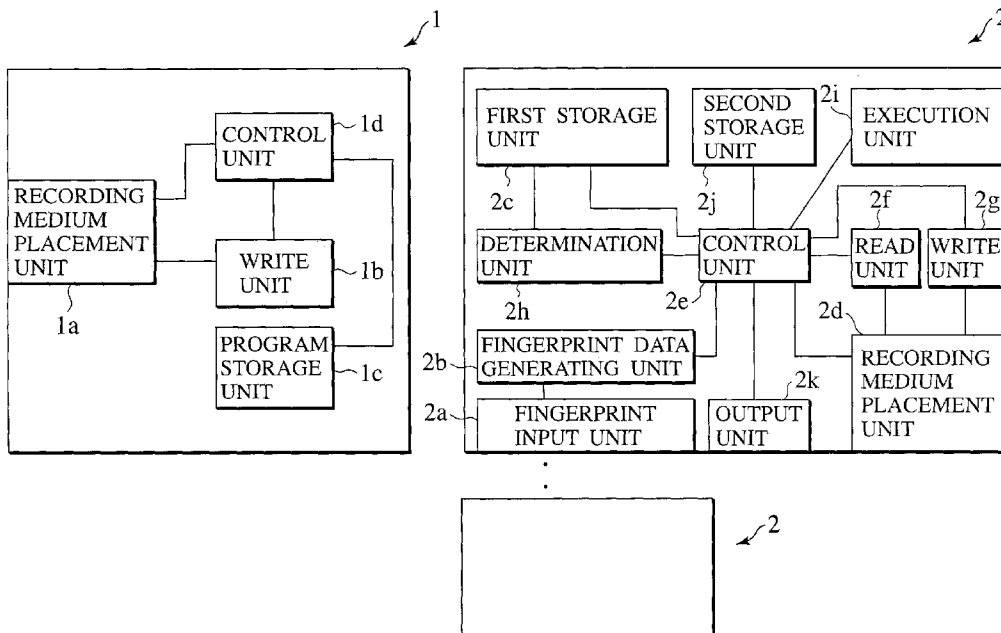 1
CONTROL
UNIT
1d
RECORDING
MEDIUM
PLACEMENT
UNIT
1a
WRITE
UNIT
1b
PROGRAM
STORAGE
UNIT
1c
2
FIRST STORAGE
UNIT
2c
SECOND
STORAGE
UNIT
2j
2i
EXECUTION
UNIT
DETERMINATION
UNIT
2h
CONTROL
UNIT
2e
2f
READ
UNIT
2g
WRITE
UNIT
2b
FINGERPRINT DATA
GENERATING UNIT
2a
FINGERPRINT
INPUT UNIT
2k
OUTPUT
UNIT
2d
RECORDING
MEDIUM
PLACEMENT
UNIT
2